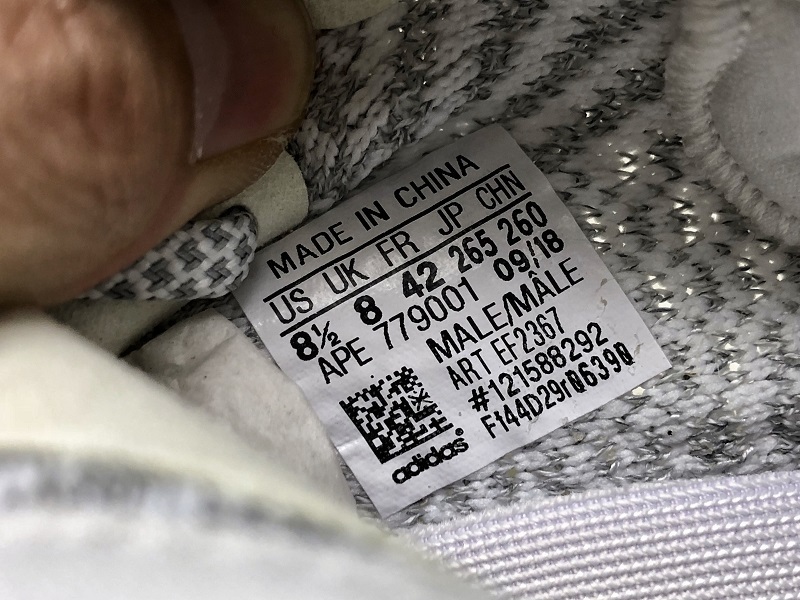 MADE IN CHINA
US UK FR JP CHN
8½ 8 42 265 260
APE 779001 09/18
MALE/MÂLE
ART EF2367
#121588292
F144D29r06390
adidas®